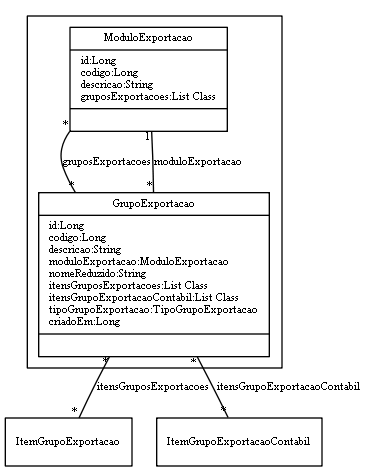 ModuloExportacao
id:Long
codigo:Long
descricao:String
gruposExportacoes:List Class
*
1
gruposExportacoes
moduloExportacao
*
*
GrupoExportacao
id:Long
codigo:Long
descricao:String
moduloExportacao:ModuloExportacao
nomeReduzido:String
itensGruposExportacoes:List Class
itensGrupoExportacaoContabil:List Class
tipoGrupoExportacao:TipoGrupoExportacao
criadoEm:Long
*
*
itensGruposExportacoes
itensGrupoExportacaoContabil
*
*
ItemGrupoExportacao
ItemGrupoExportacaoContabil